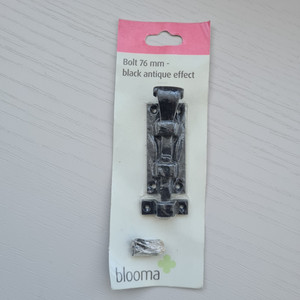 Bolt 76 mm -
black antique effect
blooma